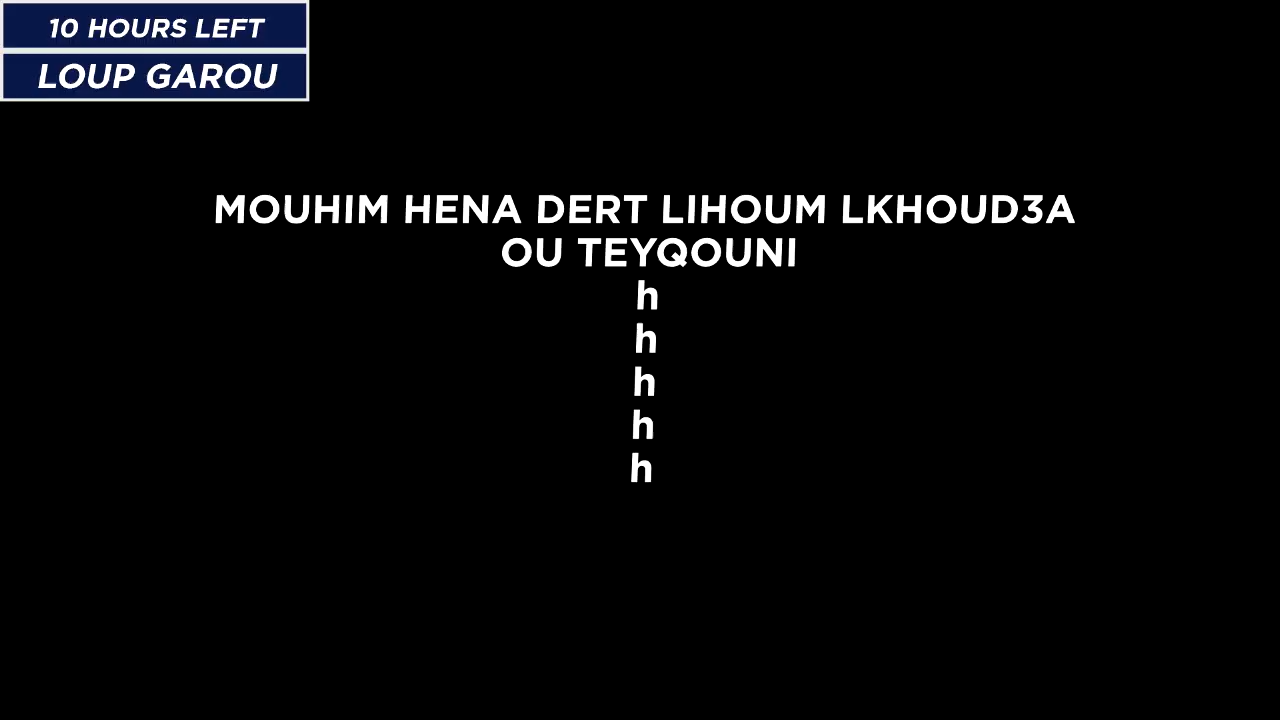 10 HOURS LEFT
LOUP GAROU
MOUHIM HENA DERT LIHOUM LKHOUD3A
OU TEYQOUNI
h
h
h
h
h